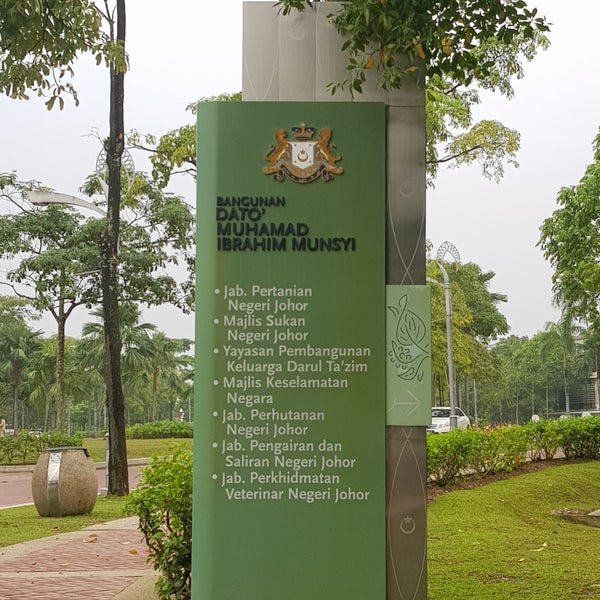 BANGUNAN
DATO'
MUHAMAD
IBRAHIM MUNSYI
• Jab. Pertanian
Negeri Johor
• Majlis Sukan
Negeri Johor
• Yayasan Pembangunan
Keluarga Darul Ta'zim
• Majlis Keselamatan
Negara
• Jab. Perhutanan
Negeri Johor
• Jab. Pengairan dan
Saliran Negeri Johor
• Jab. Perkhidmatan
Veterinar Negeri Johor